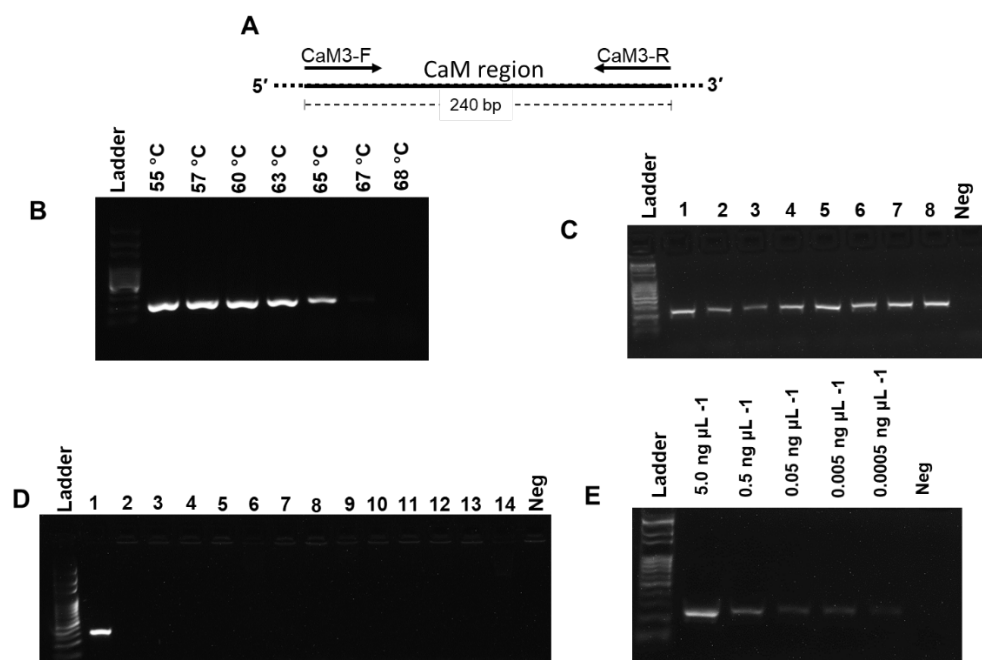 A
CaM3-F CaM3-R
CaM region
5′ 3′
240 bp
B
Ladder 55 °C 57 °C 60 °C 63 °C 65 °C 67 °C 68 °C
C
Ladder 1 2 3 4 5 6 7 8 Neg
D
Ladder 1 2 3 4 5 6 7 8 9 10 11 12 13 14 Neg
E
Ladder 5.0 ng µL -1 0.5 ng µL -1 0.05 ng µL -1 0.005 ng µL -1 0.0005 ng µL -1 Neg